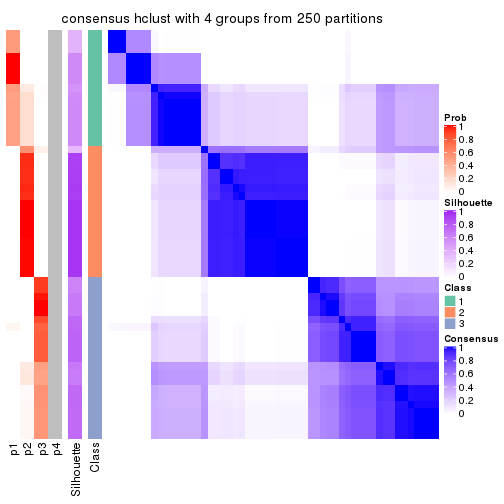 consensus hclust with 4 groups from 250 partitions
Prob
1
0.8
0.6
0.4
0.2
0
Silhouette
1
0.8
0.6
0.4
0.2
0
Class
1
2
3
Consensus
1
0.8
0.6
0.4
0.2
0
p1
p2
p3
p4
Silhouette
Class